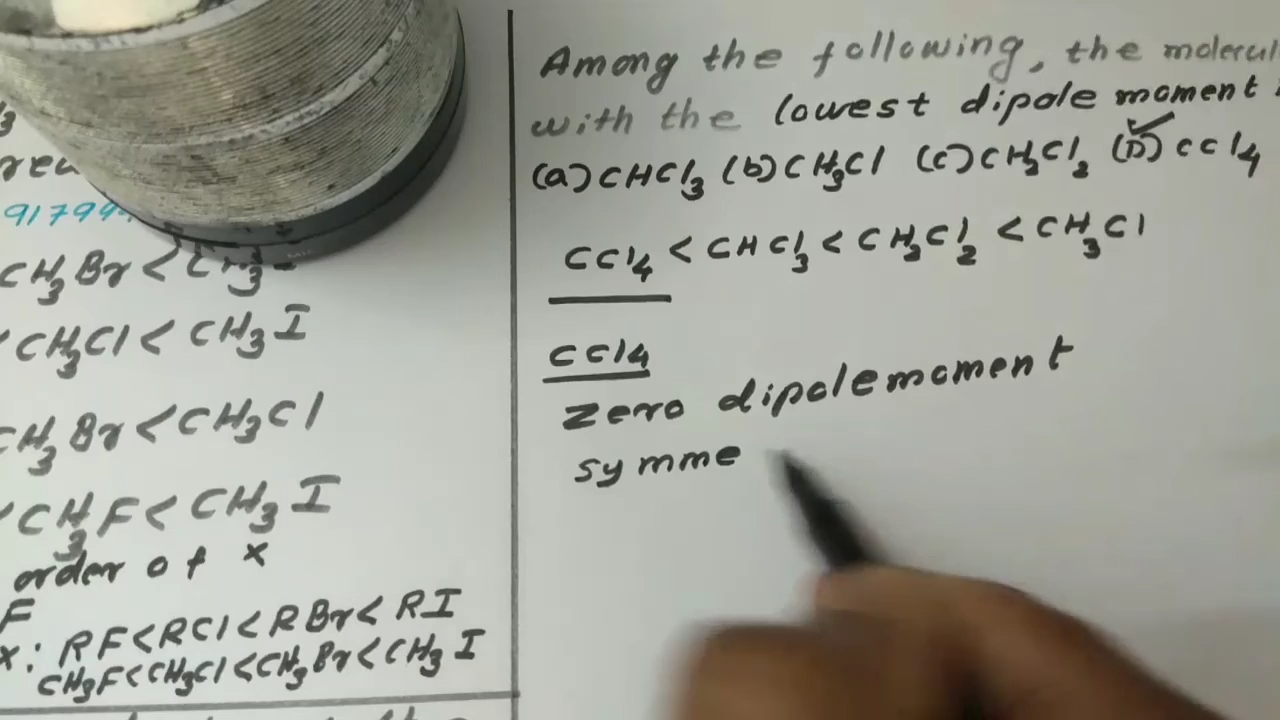 917944
CH₃Br < CH₃
CH₃Cl < CH₃I
CH₃Br < CH₃Cl
CH₃F < CH₃I
order of x
F
x: RF < RCl < RBr < RI
CH₃F < CH₃Cl < CH₃Br < CH₃I
Among the following, the molecul
with the lowest dipole moment
(a) CHCl₃ (b) CH₃Cl (c) CH₂Cl₂ (D) CCl₄
CCl₄ < CHCl₃ < CH₂Cl₂ < CH₃Cl
CCl4
Zero dipolemoment
symme